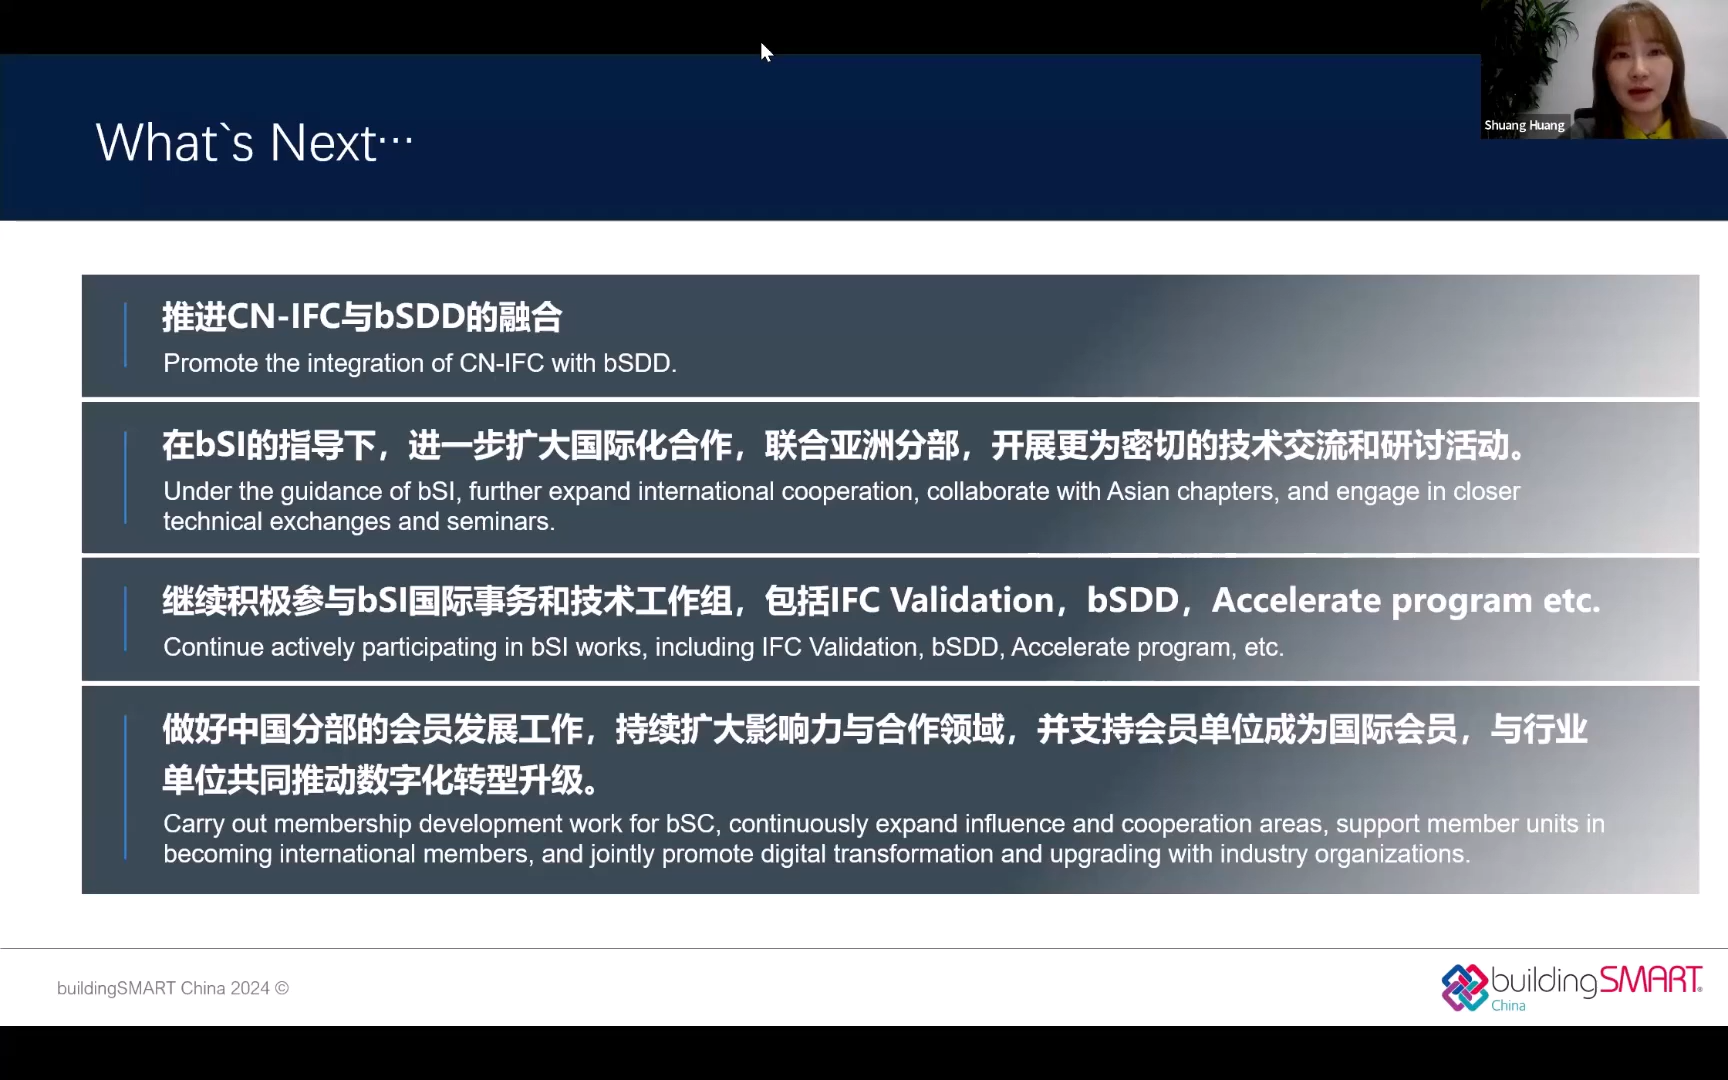 Shuang Huang
What`s Next···
推进CN-IFC与bSDD的融合
Promote the integration of CN-IFC with bSDD.
在bSI的指导下，进一步扩大国际化合作，联合亚洲分部，开展更为密切的技术交流和研讨活动。
Under the guidance of bSI, further expand international cooperation, collaborate with Asian chapters, and engage in closer
technical exchanges and seminars.
继续积极参与bSI国际事务和技术工作组，包括IFC Validation，bSDD，Accelerate program etc.
Continue actively participating in bSI works, including IFC Validation, bSDD, Accelerate program, etc.
做好中国分部的会员发展工作，持续扩大影响力与合作领域，并支持会员单位成为国际会员，与行业
单位共同推动数字化转型升级。
Carry out membership development work for bSC, continuously expand influence and cooperation areas, support member units in
becoming international members, and jointly promote digital transformation and upgrading with industry organizations.
buildingSMART China 2024 ©
buildingSMART®
China